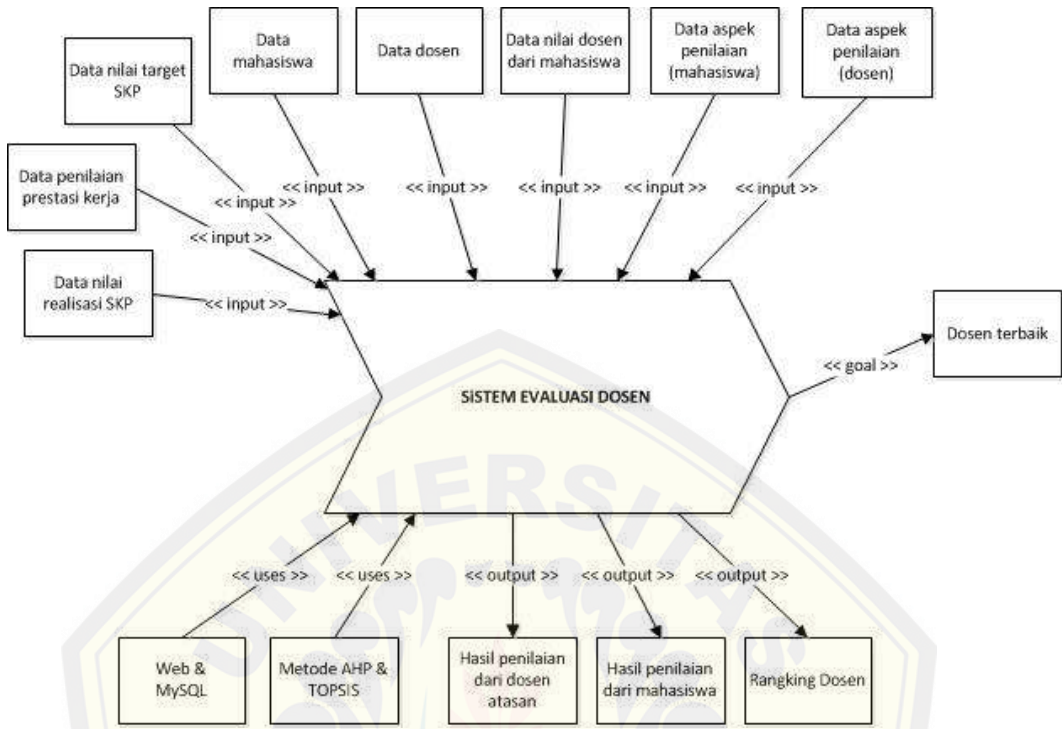 Data nilai target
SKP
Data
mahasiswa
Data dosen
Data nilai dosen
dari mahasiswa
Data aspek
penilaian
(mahasiswa)
Data aspek
penilaian
(dosen)
Data penilaian
prestasi kerja
Data nilai
realisasi SKP
<< input >>
<< input >>
<< input >>
<< input >>
<< input >>
<< input >>
<< input >>
<< input >>
<< input >>
SiSTEM EVALUASI DOSEN
<< goal >>
Dosen terbaik
<< uses >>
<< uses >>
<< output >>
<< output >>
<< output >>
Web &
MySQL
Metode AHP &
TOPSIS
Hasil penilaian
dari dosen
atasan
Hasil penilaian
dari mahasiswa
Rangking Dosen
UNIVERSITAS